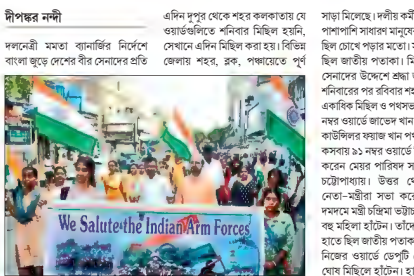 দীপঙ্কর নন্দী
দলনেত্রী মমতা ব্যানার্জির নির্দেশে
বাংলা জুড়ে দেশের বীর সেনাদের প্রতি
এদিন দুপুর থেকে শহর কলকাতায় যে
ওয়ার্ডগুলিতে শনিবার মিছিল হয়নি,
সেখানে এদিন মিছিল করা হয়। বিভিন্ন
জেলায় শহর, ব্লক, পঞ্চায়েতে পূর্ণ
We Salute the Indian Arm Forces
সাড়া মিলেছে। দলীয় কর্মী
পাশাপাশি সাধারণ মানুষে
ছিল চোখে পড়ার মতো।
ছিল জাতীয় পতাকা। মি
সেনাদের উদ্দেশে শ্রদ্ধা
শনিবারের পর রবিবার শহ
একাধিক মিছিল ও পথসভ
নম্বর ওয়ার্ডে জাভেদ খান
কাউন্সিলর ফয়াজ খান প
কসবায় ৯১ নম্বর ওয়ার্ডে
করেন মেয়র পারিষদ স
চট্টোপাধ্যায়। উত্তর কে
নেতা-মন্ত্রীরা সভা করে
দমদমে মন্ত্রী চন্দ্রিমা ভট্টাচ
বহু মহিলা হাঁটেন। তাঁদে
হাতে ছিল জাতীয় পতাক
নিজের ওয়ার্ডে ডেপুটি
ঘোষ মিছিলে হাঁটেন।